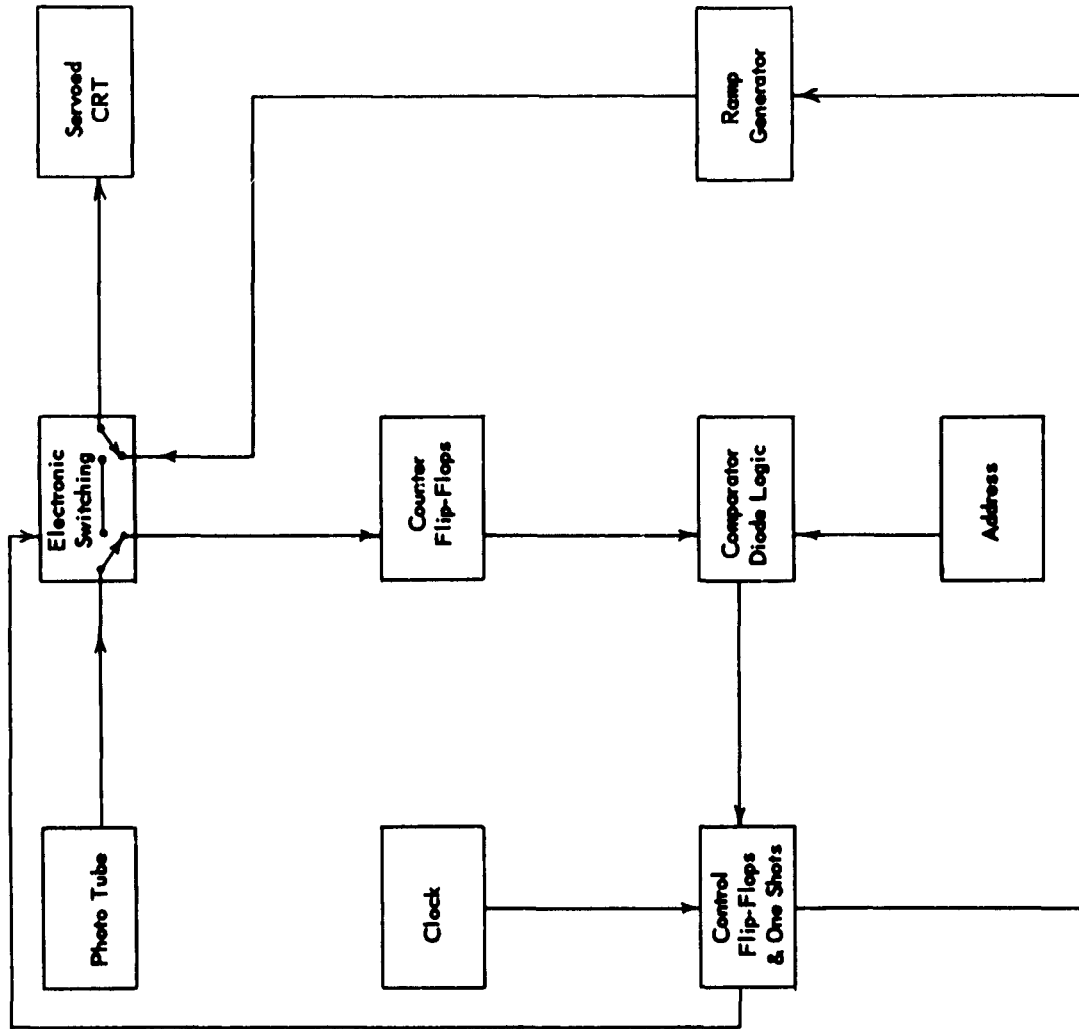 Photo Tube
Electronic
Switching
Servoed
CRT
Clock
Counter
Flip-Flops
Control
Flip-Flops
& One Shots
Comparator
Diode Logic
Ramp
Generator
Address